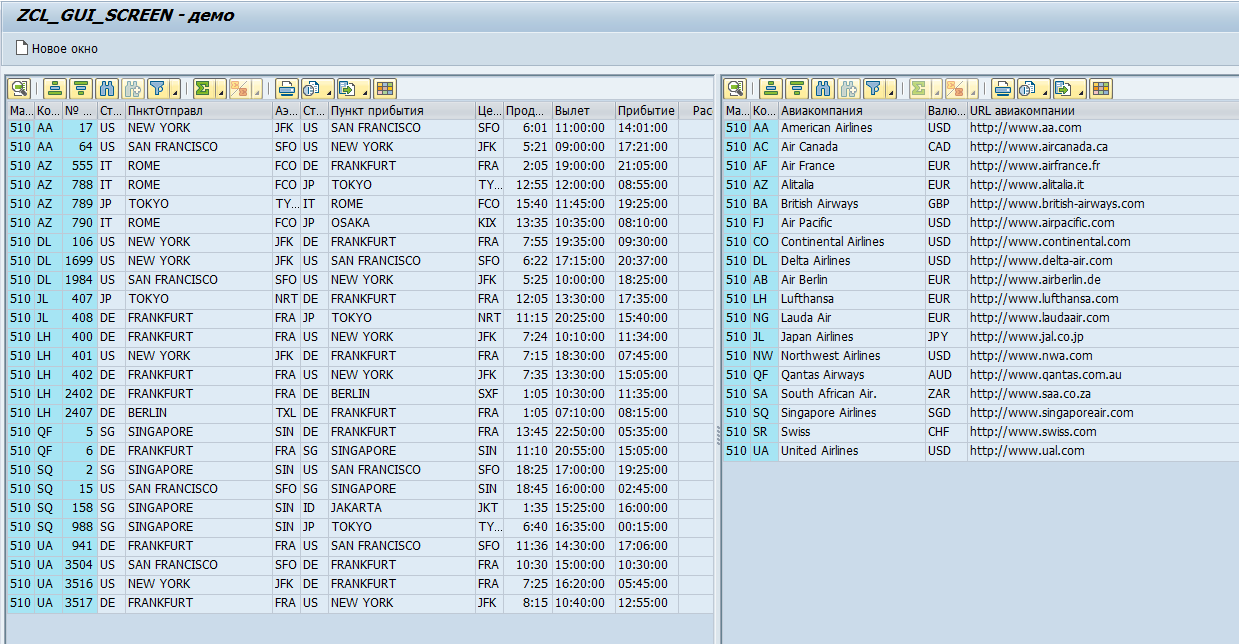 ZCL_GUI_SCREEN - демо
Новое окно
Ма... Ко... № ... Ст... ПнктОтправл Аэ... Ст... Пункт прибытия Це... Прод... Вылет Прибытие Рас
510 AA 17 US NEW YORK JFK US SAN FRANCISCO SFO 6:01 11:00:00 14:01:00
510 AA 64 US SAN FRANCISCO SFO US NEW YORK JFK 5:21 09:00:00 17:21:00
510 AZ 555 IT ROME FCO DE FRANKFURT FRA 2:05 19:00:00 21:05:00
510 AZ 788 IT ROME FCO JP TOKYO TY... 12:55 12:00:00 08:55:00
510 AZ 789 JP TOKYO TY... IT ROME FCO 15:40 11:45:00 19:25:00
510 AZ 790 IT ROME FCO JP OSAKA KIX 13:35 10:35:00 08:10:00
510 DL 106 US NEW YORK JFK DE FRANKFURT FRA 7:55 19:35:00 09:30:00
510 DL 1699 US NEW YORK JFK US SAN FRANCISCO SFO 6:22 17:15:00 20:37:00
510 DL 1984 US SAN FRANCISCO SFO US NEW YORK JFK 5:25 10:00:00 18:25:00
510 JL 407 JP TOKYO NRT DE FRANKFURT FRA 12:05 13:30:00 17:35:00
510 JL 408 DE FRANKFURT FRA JP TOKYO NRT 11:15 20:25:00 15:40:00
510 LH 400 DE FRANKFURT FRA US NEW YORK JFK 7:24 10:10:00 11:34:00
510 LH 401 US NEW YORK JFK DE FRANKFURT FRA 7:15 18:30:00 07:45:00
510 LH 402 DE FRANKFURT FRA US NEW YORK JFK 7:35 13:30:00 15:05:00
510 LH 2402 DE FRANKFURT FRA DE BERLIN SXF 1:05 10:30:00 11:35:00
510 LH 2407 DE BERLIN TXL DE FRANKFURT FRA 1:05 07:10:00 08:15:00
510 QF 5 SG SINGAPORE SIN DE FRANKFURT FRA 13:45 22:50:00 05:35:00
510 QF 6 DE FRANKFURT FRA SG SINGAPORE SIN 11:10 20:55:00 15:05:00
510 SQ 2 SG SINGAPORE SIN US SAN FRANCISCO SFO 18:25 17:00:00 19:25:00
510 SQ 15 US SAN FRANCISCO SFO SG SINGAPORE SIN 18:45 16:00:00 02:45:00
510 SQ 158 SG SINGAPORE SIN ID JAKARTA JKT 1:35 15:25:00 16:00:00
510 SQ 988 SG SINGAPORE SIN JP TOKYO TY... 6:40 16:35:00 00:15:00
510 UA 941 DE FRANKFURT FRA US SAN FRANCISCO SFO 11:36 14:30:00 17:06:00
510 UA 3504 US SAN FRANCISCO SFO DE FRANKFURT FRA 10:30 15:00:00 10:30:00
510 UA 3516 US NEW YORK JFK DE FRANKFURT FRA 7:25 16:20:00 05:45:00
510 UA 3517 DE FRANKFURT FRA US NEW YORK JFK 8:15 10:40:00 12:55:00
Ма... Ко... Авиакомпания Валю... URL авиакомпании
510 AA American Airlines USD http://www.aa.com
510 AC Air Canada CAD http://www.aircanada.ca
510 AF Air France EUR http://www.airfrance.fr
510 AZ Alitalia EUR http://www.alitalia.it
510 BA British Airways GBP http://www.british-airways.com
510 FJ Air Pacific USD http://www.airpacific.com
510 CO Continental Airlines USD http://www.continental.com
510 DL Delta Airlines USD http://www.delta-air.com
510 AB Air Berlin EUR http://www.airberlin.de
510 LH Lufthansa EUR http://www.lufthansa.com
510 NG Lauda Air EUR http://www.laudaair.com
510 JL Japan Airlines JPY http://www.jal.co.jp
510 NW Northwest Airlines USD http://www.nwa.com
510 QF Qantas Airways AUD http://www.qantas.com.au
510 SA South African Air. ZAR http://www.saa.co.za
510 SQ Singapore Airlines SGD http://www.singaporeair.com
510 SR Swiss CHF http://www.swiss.com
510 UA United Airlines USD http://www.ual.com